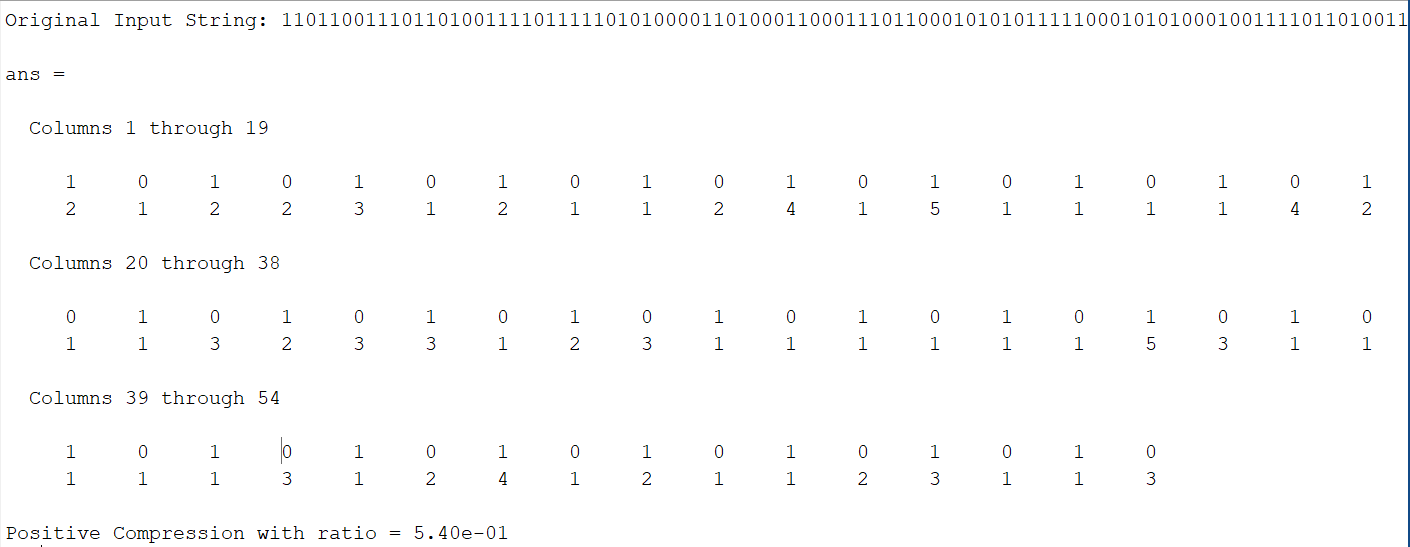 Original Input String: 1101100111011010011110111110101000011010001100011101100010101011111000101010001001111011010011
ans =
Columns 1 through 19
1 0 1 0 1 0 1 0 1 0 1 0 1 0 1 0 1 0 1
2 1 2 2 3 1 2 1 1 2 4 1 5 1 1 1 1 4 2
Columns 20 through 38
0 1 0 1 0 1 0 1 0 1 0 1 0 1 0 1 0 1 0
1 1 3 2 3 3 1 2 3 1 1 1 1 1 1 5 3 1 1
Columns 39 through 54
1 0 1 0 1 0 1 0 1 0 1 0 1 0 1 0
1 1 1 3 1 2 4 1 2 1 1 2 3 1 1 3
Positive Compression with ratio = 5.40e-01